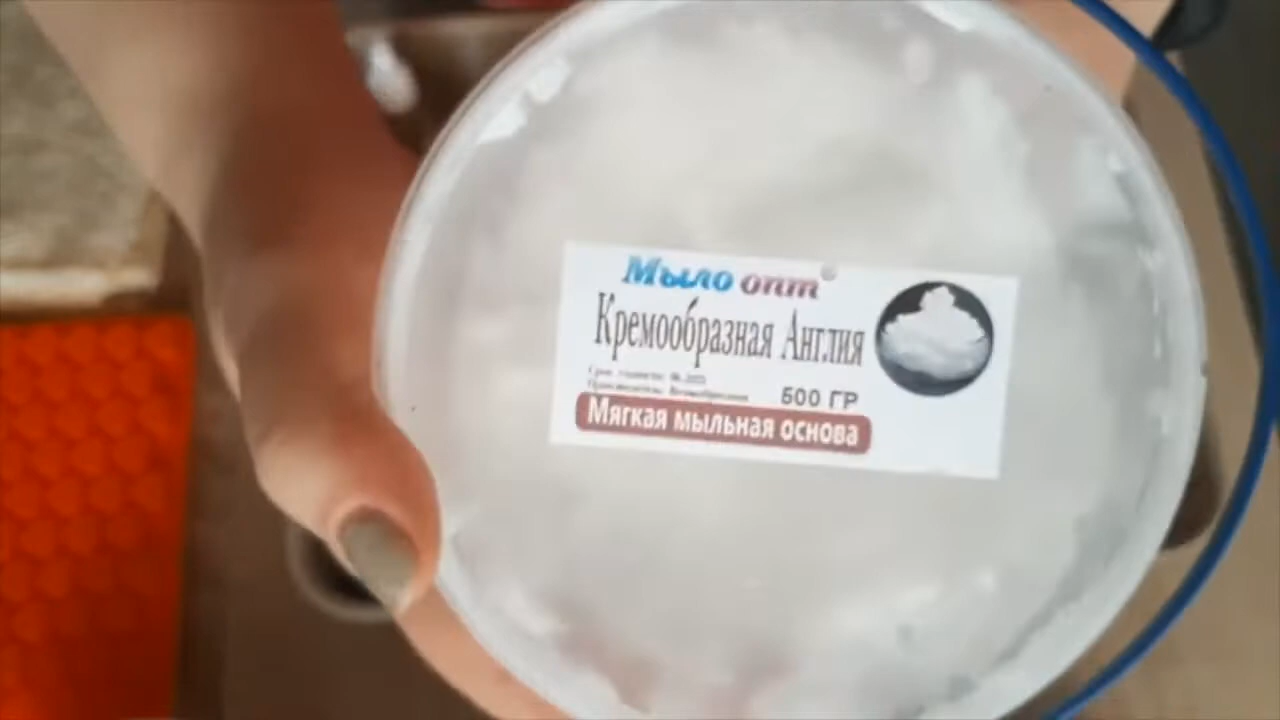 Мыло опт®
Кремообразная Англия
500 ГР
Мягкая мыльная основа